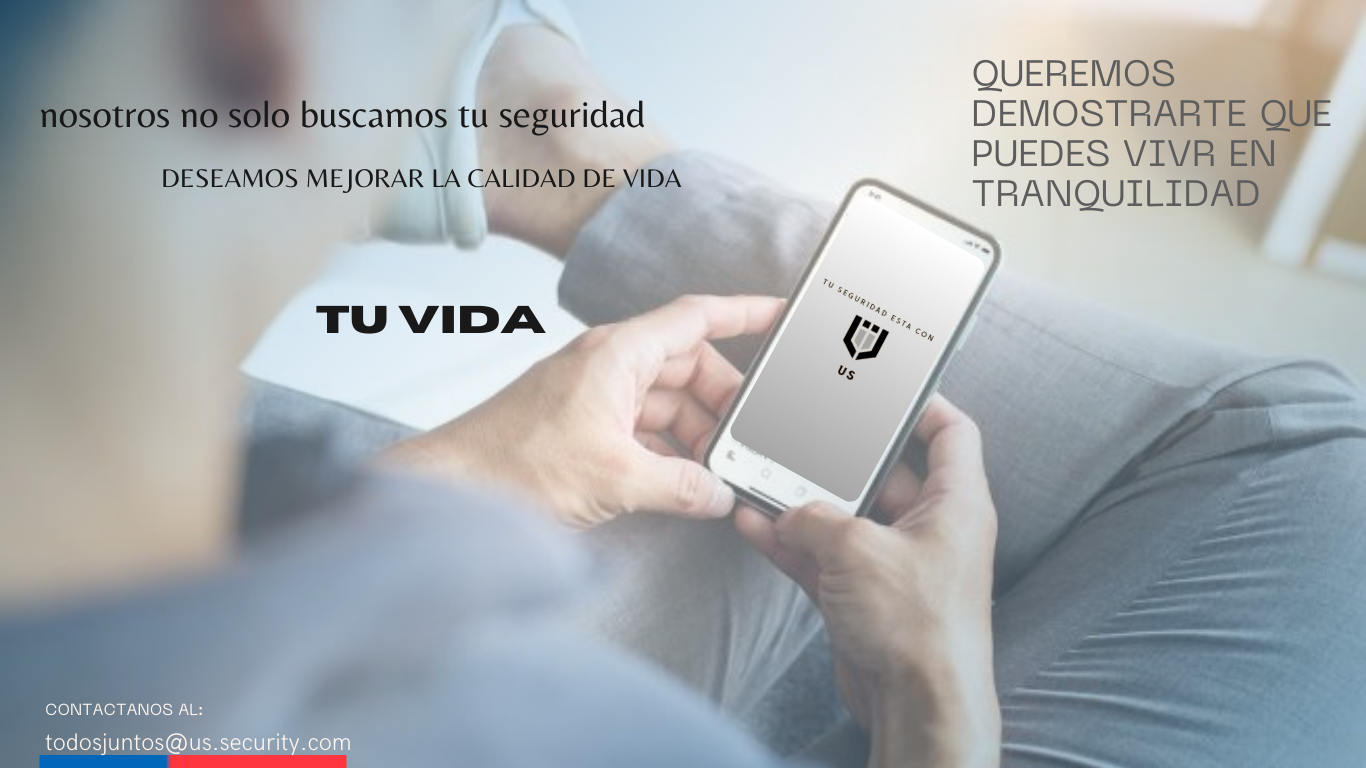 nosotros no solo buscamos tu seguridad
DESEAMOS MEJORAR LA CALIDAD DE VIDA
TU VIDA
QUEREMOS
DEMOSTRARTE QUE
PUEDES VIVR EN
TRANQUILIDAD
TU SEGURIDAD ESTA CON
US
CONTACTANOS AL:
todosjuntos@us.security.com